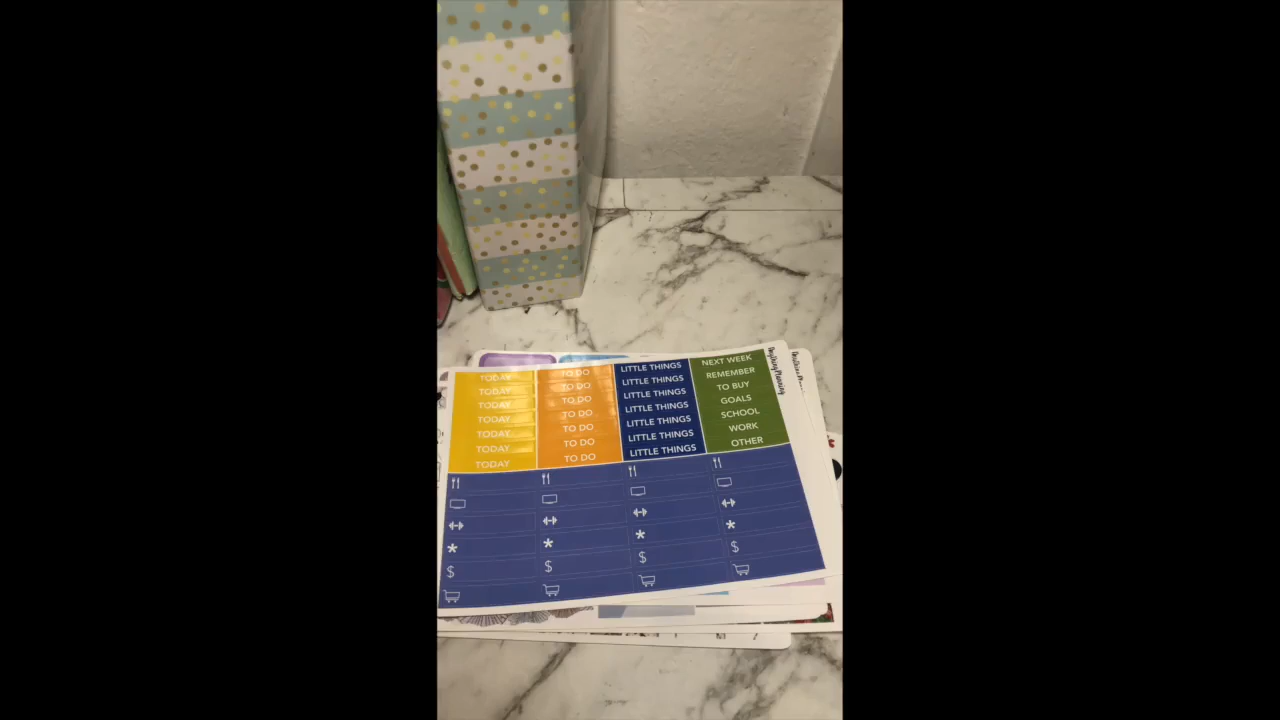 TODAY
TODAY
TODAY
TODAY
TODAY
TODAY
TODAY
TO DO
TO DO
TO DO
TO DO
TO DO
TO DO
TO DO
LITTLE THINGS
LITTLE THINGS
LITTLE THINGS
LITTLE THINGS
LITTLE THINGS
LITTLE THINGS
LITTLE THINGS
NEXT WEEK
REMEMBER
TO BUY
GOALS
SCHOOL
WORK
OTHER
$
$
$
$